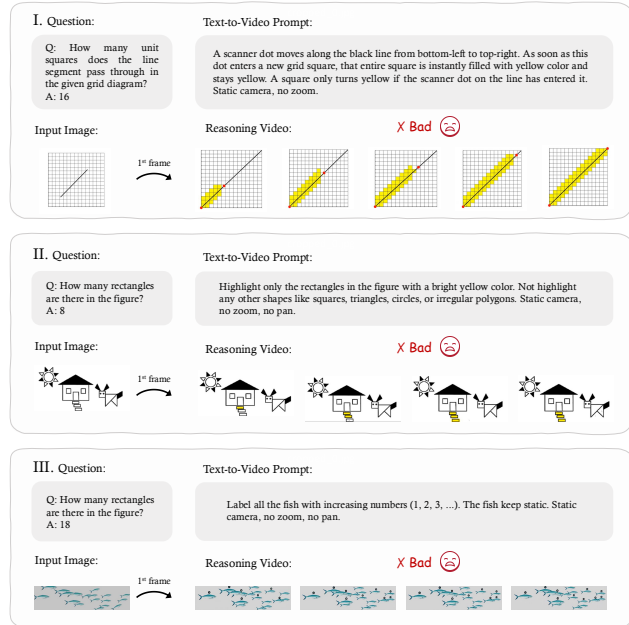 I. Question:
Text-to-Video Prompt:
Q: How many unit
squares does the line
segment pass through in
the given grid diagram?
A: 16
A scanner dot moves along the black line from bottom-left to top-right. As soon as this
dot enters a new grid square, that entire square is instantly filled with yellow color and
stays yellow. A square only turns yellow if the scanner dot on the line has entered it.
Static camera, no zoom.
Input Image:
Reasoning Video:
✗ Bad
1st frame
II. Question:
Text-to-Video Prompt:
Q: How many rectangles
are there in the figure?
A: 8
Highlight only the rectangles in the figure with a bright yellow color. Not highlight
any other shapes like squares, triangles, circles, or irregular polygons. Static camera,
no zoom, no pan.
Input Image:
Reasoning Video:
✗ Bad
1st frame
III. Question:
Text-to-Video Prompt:
Q: How many rectangles
are there in the figure?
A: 18
Label all the fish with increasing numbers (1, 2, 3, ...). The fish keep static. Static
camera, no zoom, no pan.
Input Image:
Reasoning Video:
✗ Bad
1st frame